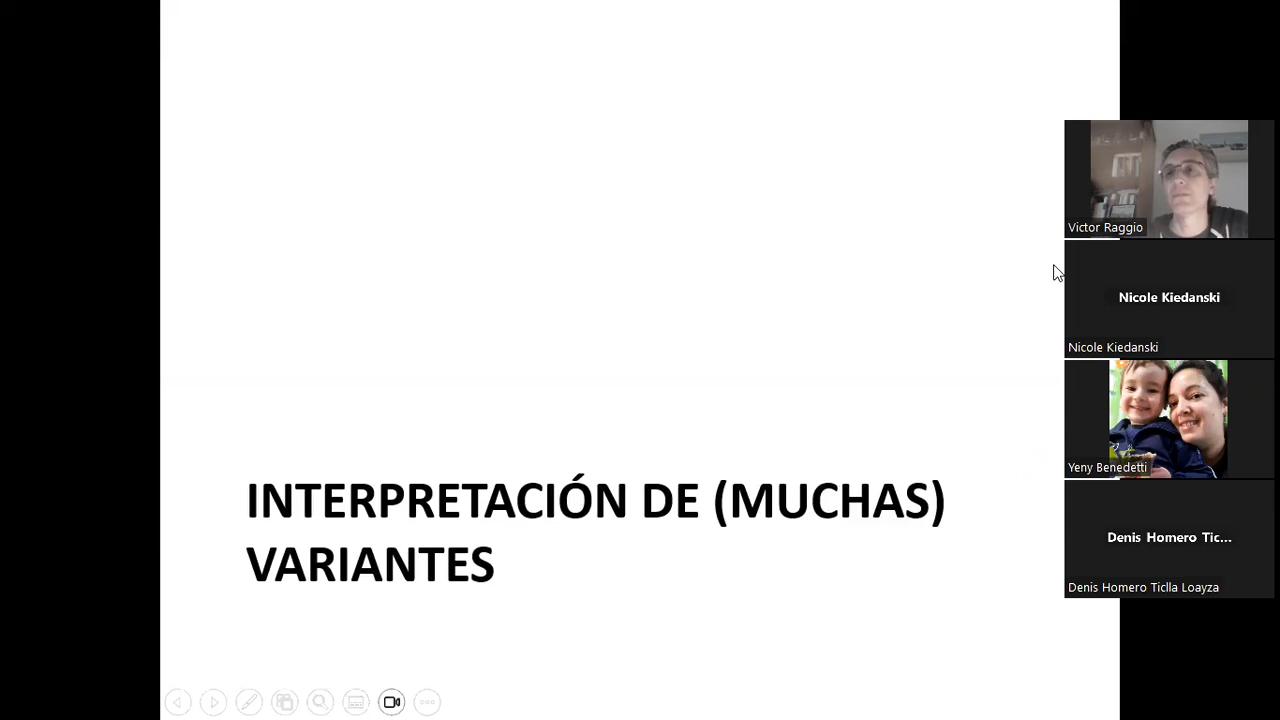 INTERPRETACIÓN DE (MUCHAS)
VARIANTES
Victor Raggio
Nicole Kiedanski
Nicole Kiedanski
Yeny Benedetti
Denis Homero Tic...
Denis Homero Ticlla Loayza